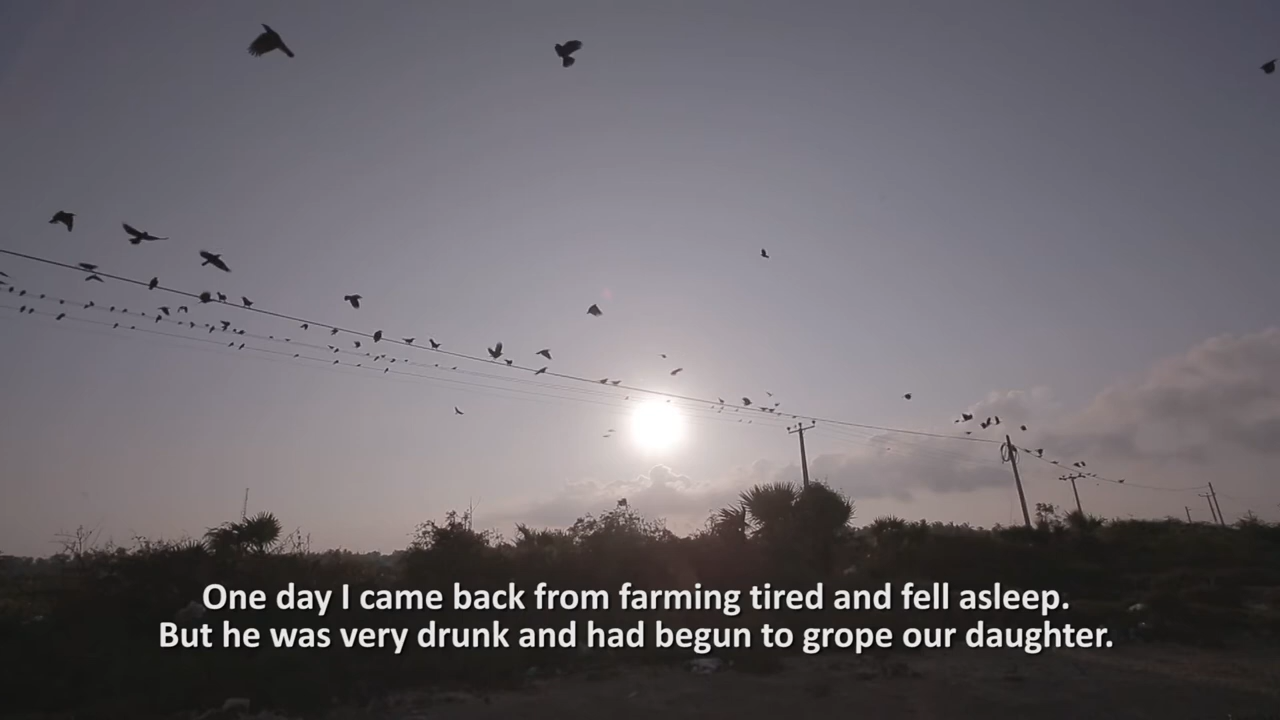 One day I came back from farming tired and fell asleep.
But he was very drunk and had begun to grope our daughter.